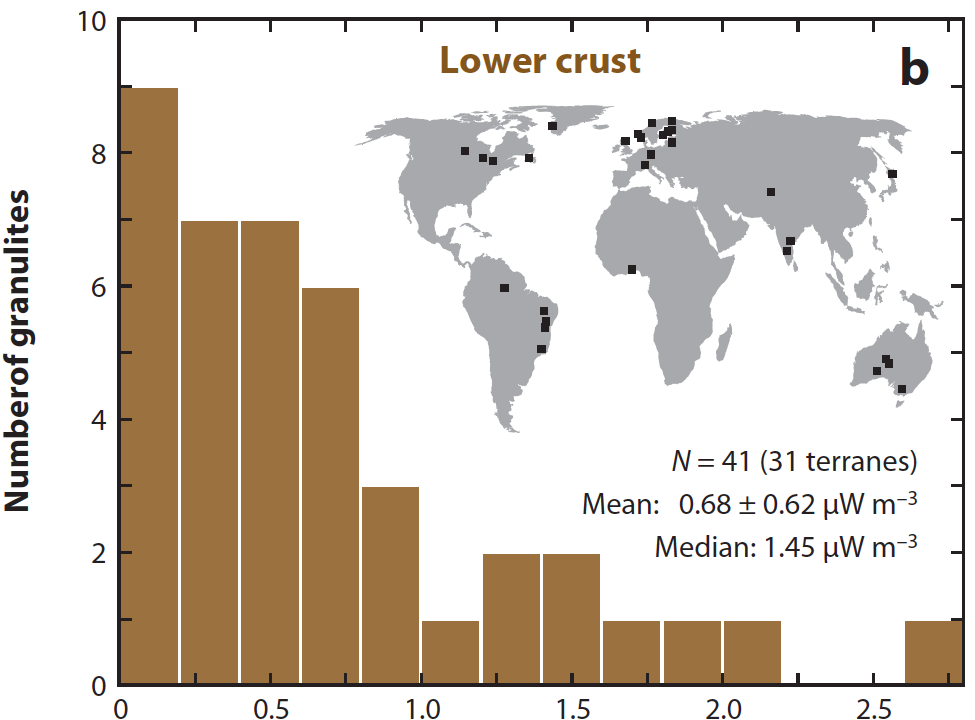 10
8
6
4
2
0
Numberof granulites
Lower crust
b
N = 41 (31 terranes)
Mean: 0.68 ± 0.62 μW m⁻³
Median: 1.45 μW m⁻³
0 0.5 1.0 1.5 2.0 2.5